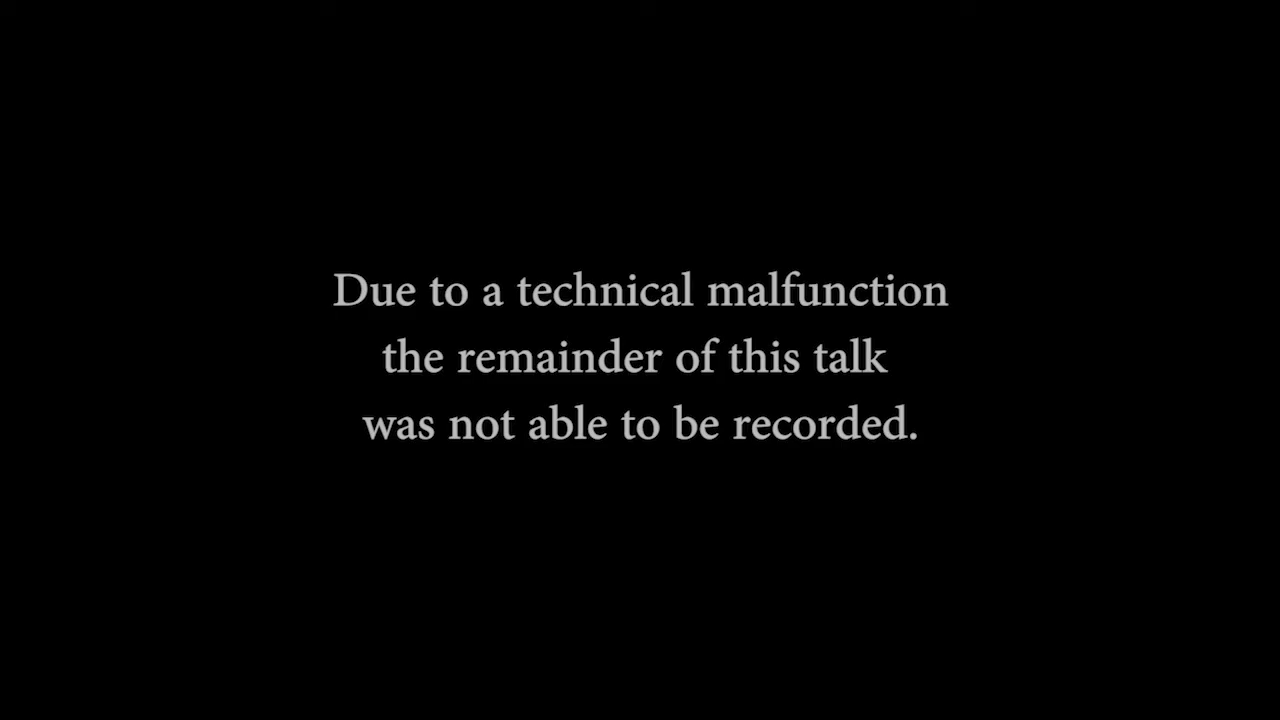 Due to a technical malfunction
the remainder of this talk
was not able to be recorded.